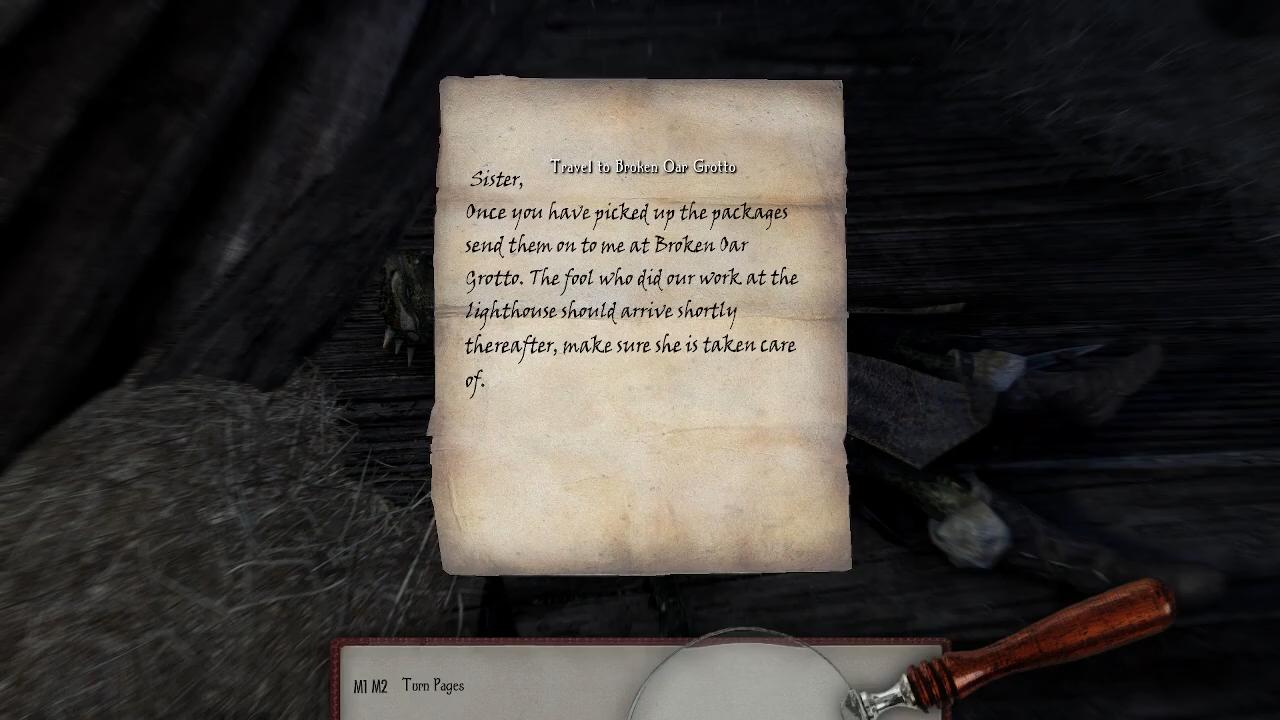 Travel to Broken Oar Grotto
Sister,
Once you have picked up the packages
send them on to me at Broken Oar
Grotto. The fool who did our work at the
lighthouse should arrive shortly
thereafter, make sure she is taken care
of.
M1 M2 Turn Pages